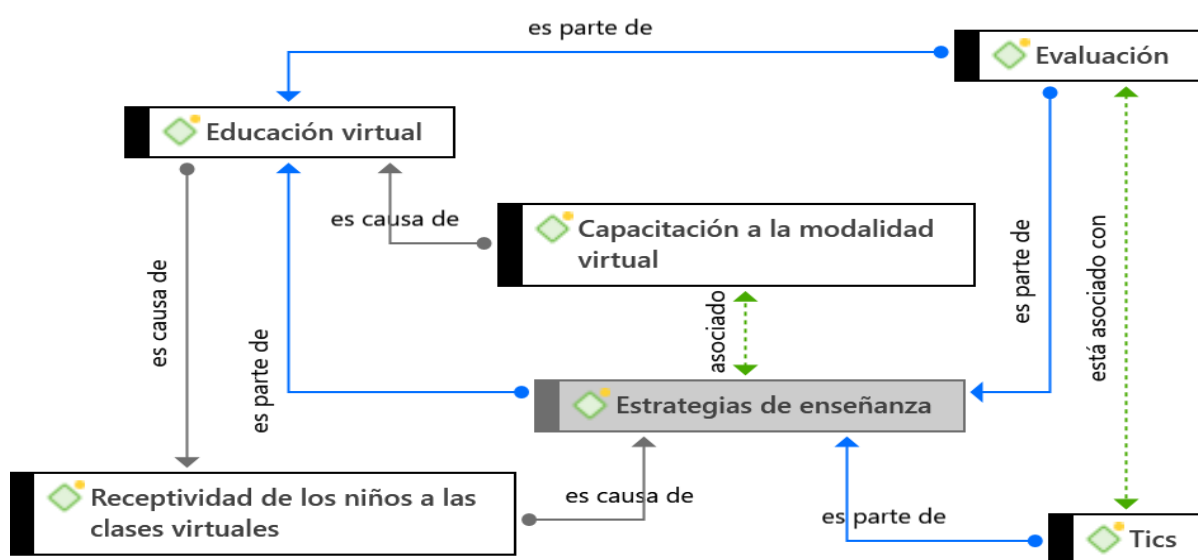 es parte de
Evaluación
Educación virtual
es causa de
Capacitación a la modalidad
virtual
es parte de
está asociado con
es causa de
es parte de
asociado
Estrategias de enseñanza
Receptividad de los niños a las
clases virtuales
es causa de
es parte de
Tics